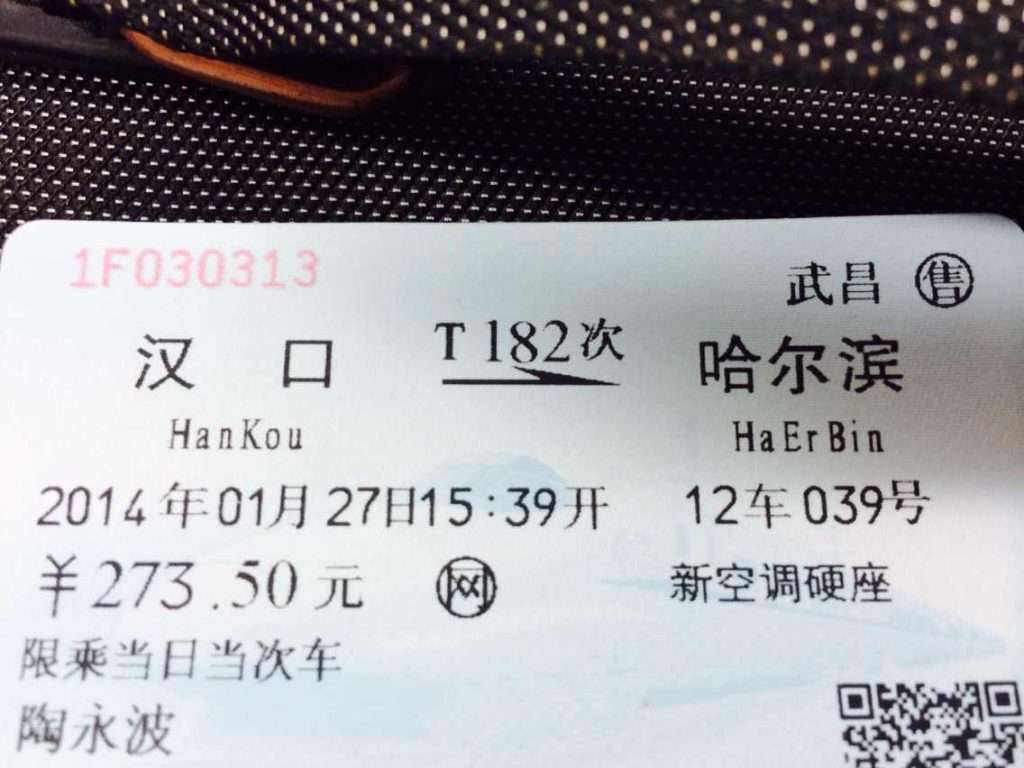 1F030313
武昌 售
汉口 T182次 哈尔滨
HanKou HaErBin
2014年01月27日15:39开 12车039号
¥273.50元 网 新空调硬座
限乘当日当次车
陶永波